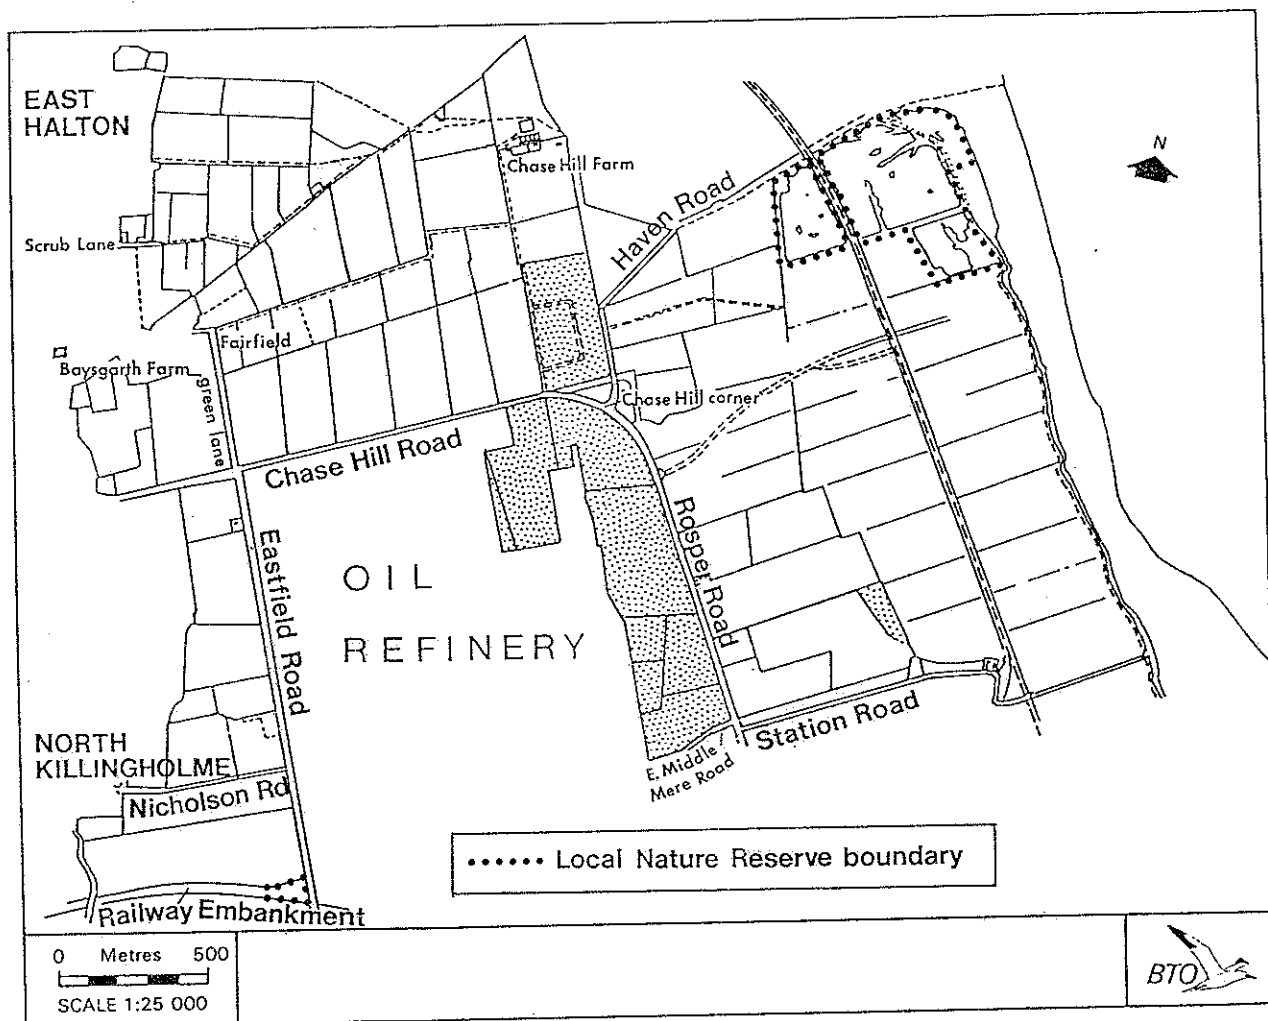 EAST
HALTON
N
Chase Hill Farm
Haven Road
Scrub Lane
Fairfield
Baysgarth Farm
green lane
Chase Hill corner
Chase Hill Road
Rosper Road
Eastfield Road
OIL
REFINERY
Station Road
E. Middle
Mere Road
NORTH
KILLINGHOLME
Nicholson Rd
Local Nature Reserve boundary
Railway Embankment
0 Metres 500
SCALE 1:25 000
BTO